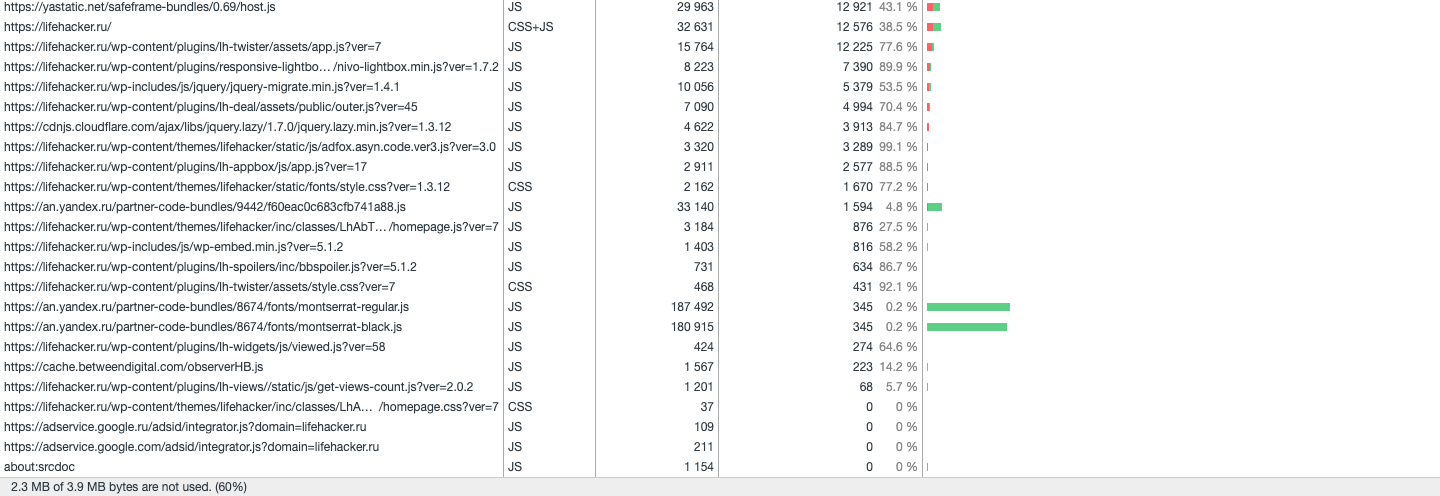 https://yastatic.net/safeframe-bundles/0.69/host.js JS 29 963 12 921 43.1 %
https://lifehacker.ru/ CSS+JS 32 631 12 576 38.5 %
https://lifehacker.ru/wp-content/plugins/lh-twister/assets/app.js?ver=7 JS 15 764 12 225 77.6 %
https://lifehacker.ru/wp-content/plugins/responsive-lightbo… /nivo-lightbox.min.js?ver=1.7.2 JS 8 223 7 390 89.9 %
https://lifehacker.ru/wp-includes/js/jquery/jquery-migrate.min.js?ver=1.4.1 JS 10 056 5 379 53.5 %
https://lifehacker.ru/wp-content/plugins/lh-deal/assets/public/outer.js?ver=45 JS 7 090 4 994 70.4 %
https://cdnjs.cloudflare.com/ajax/libs/jquery.lazy/1.7.0/jquery.lazy.min.js?ver=1.3.12 JS 4 622 3 913 84.7 %
https://lifehacker.ru/wp-content/themes/lifehacker/static/js/adfox.asyn.code.ver3.js?ver=3.0 JS 3 320 3 289 99.1 %
https://lifehacker.ru/wp-content/plugins/lh-appbox/js/app.js?ver=17 JS 2 911 2 577 88.5 %
https://lifehacker.ru/wp-content/themes/lifehacker/static/fonts/style.css?ver=1.3.12 CSS 2 162 1 670 77.2 %
https://an.yandex.ru/partner-code-bundles/9442/f60eac0c683cfb741a88.js JS 33 140 1 594 4.8 %
https://lifehacker.ru/wp-content/themes/lifehacker/inc/classes/LhAbT… /homepage.js?ver=7 JS 3 184 876 27.5 %
https://lifehacker.ru/wp-includes/js/wp-embed.min.js?ver=5.1.2 JS 1 403 816 58.2 %
https://lifehacker.ru/wp-content/plugins/lh-spoilers/inc/bbspoiler.js?ver=5.1.2 JS 731 634 86.7 %
https://lifehacker.ru/wp-content/plugins/lh-twister/assets/style.css?ver=7 CSS 468 431 92.1 %
https://an.yandex.ru/partner-code-bundles/8674/fonts/montserrat-regular.js JS 187 492 345 0.2 %
https://an.yandex.ru/partner-code-bundles/8674/fonts/montserrat-black.js JS 180 915 345 0.2 %
https://lifehacker.ru/wp-content/plugins/lh-widgets/js/viewed.js?ver=58 JS 424 274 64.6 %
https://cache.betweendigital.com/observerHB.js JS 1 567 223 14.2 %
https://lifehacker.ru/wp-content/plugins/lh-views//static/js/get-views-count.js?ver=2.0.2 JS 1 201 68 5.7 %
https://lifehacker.ru/wp-content/themes/lifehacker/inc/classes/LhA… /homepage.css?ver=7 CSS 37 0 0 %
https://adservice.google.ru/adsid/integrator.js?domain=lifehacker.ru JS 109 0 0 %
https://adservice.google.com/adsid/integrator.js?domain=lifehacker.ru JS 211 0 0 %
about:srcdoc JS 1 154 0 0 %
2.3 MB of 3.9 MB bytes are not used. (60%)